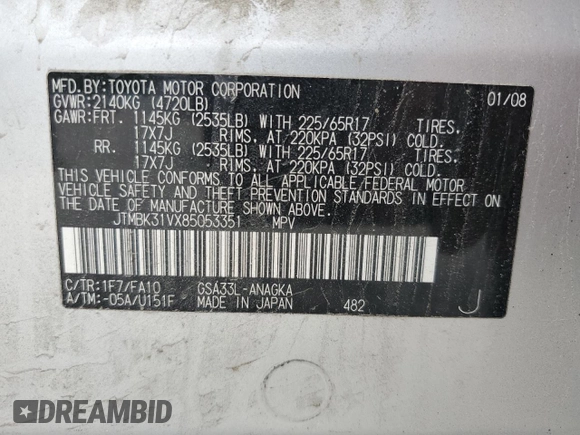 MFD. BY: TOYOTA MOTOR CORPORATION 01/08
GVWR: 2140KG (4720LB)
GAWR: FRT. 1145KG (2535LB) WITH 225/65R17 TIRES.
17X7J RIMS, AT 220KPA (32PSI) COLD.
RR. 1145KG (2535LB) WITH 225/65R17 TIRES.
17X7J RIMS, AT 220KPA (32PSI) COLD.
THIS VEHICLE CONFORMS TO ALL APPLICABLE FEDERAL MOTOR
VEHICLE SAFETY AND THEFT PREVENTION STANDARDS IN EFFECT ON
THE DATE OF MANUFACTURE SHOWN ABOVE.
JTMBK31VX85053351 MPV
C/TR: 1F7/FA10 GSA33L-ANAGKA
A/TM: -05A/U151F MADE IN JAPAN 482 J
DREAMBID